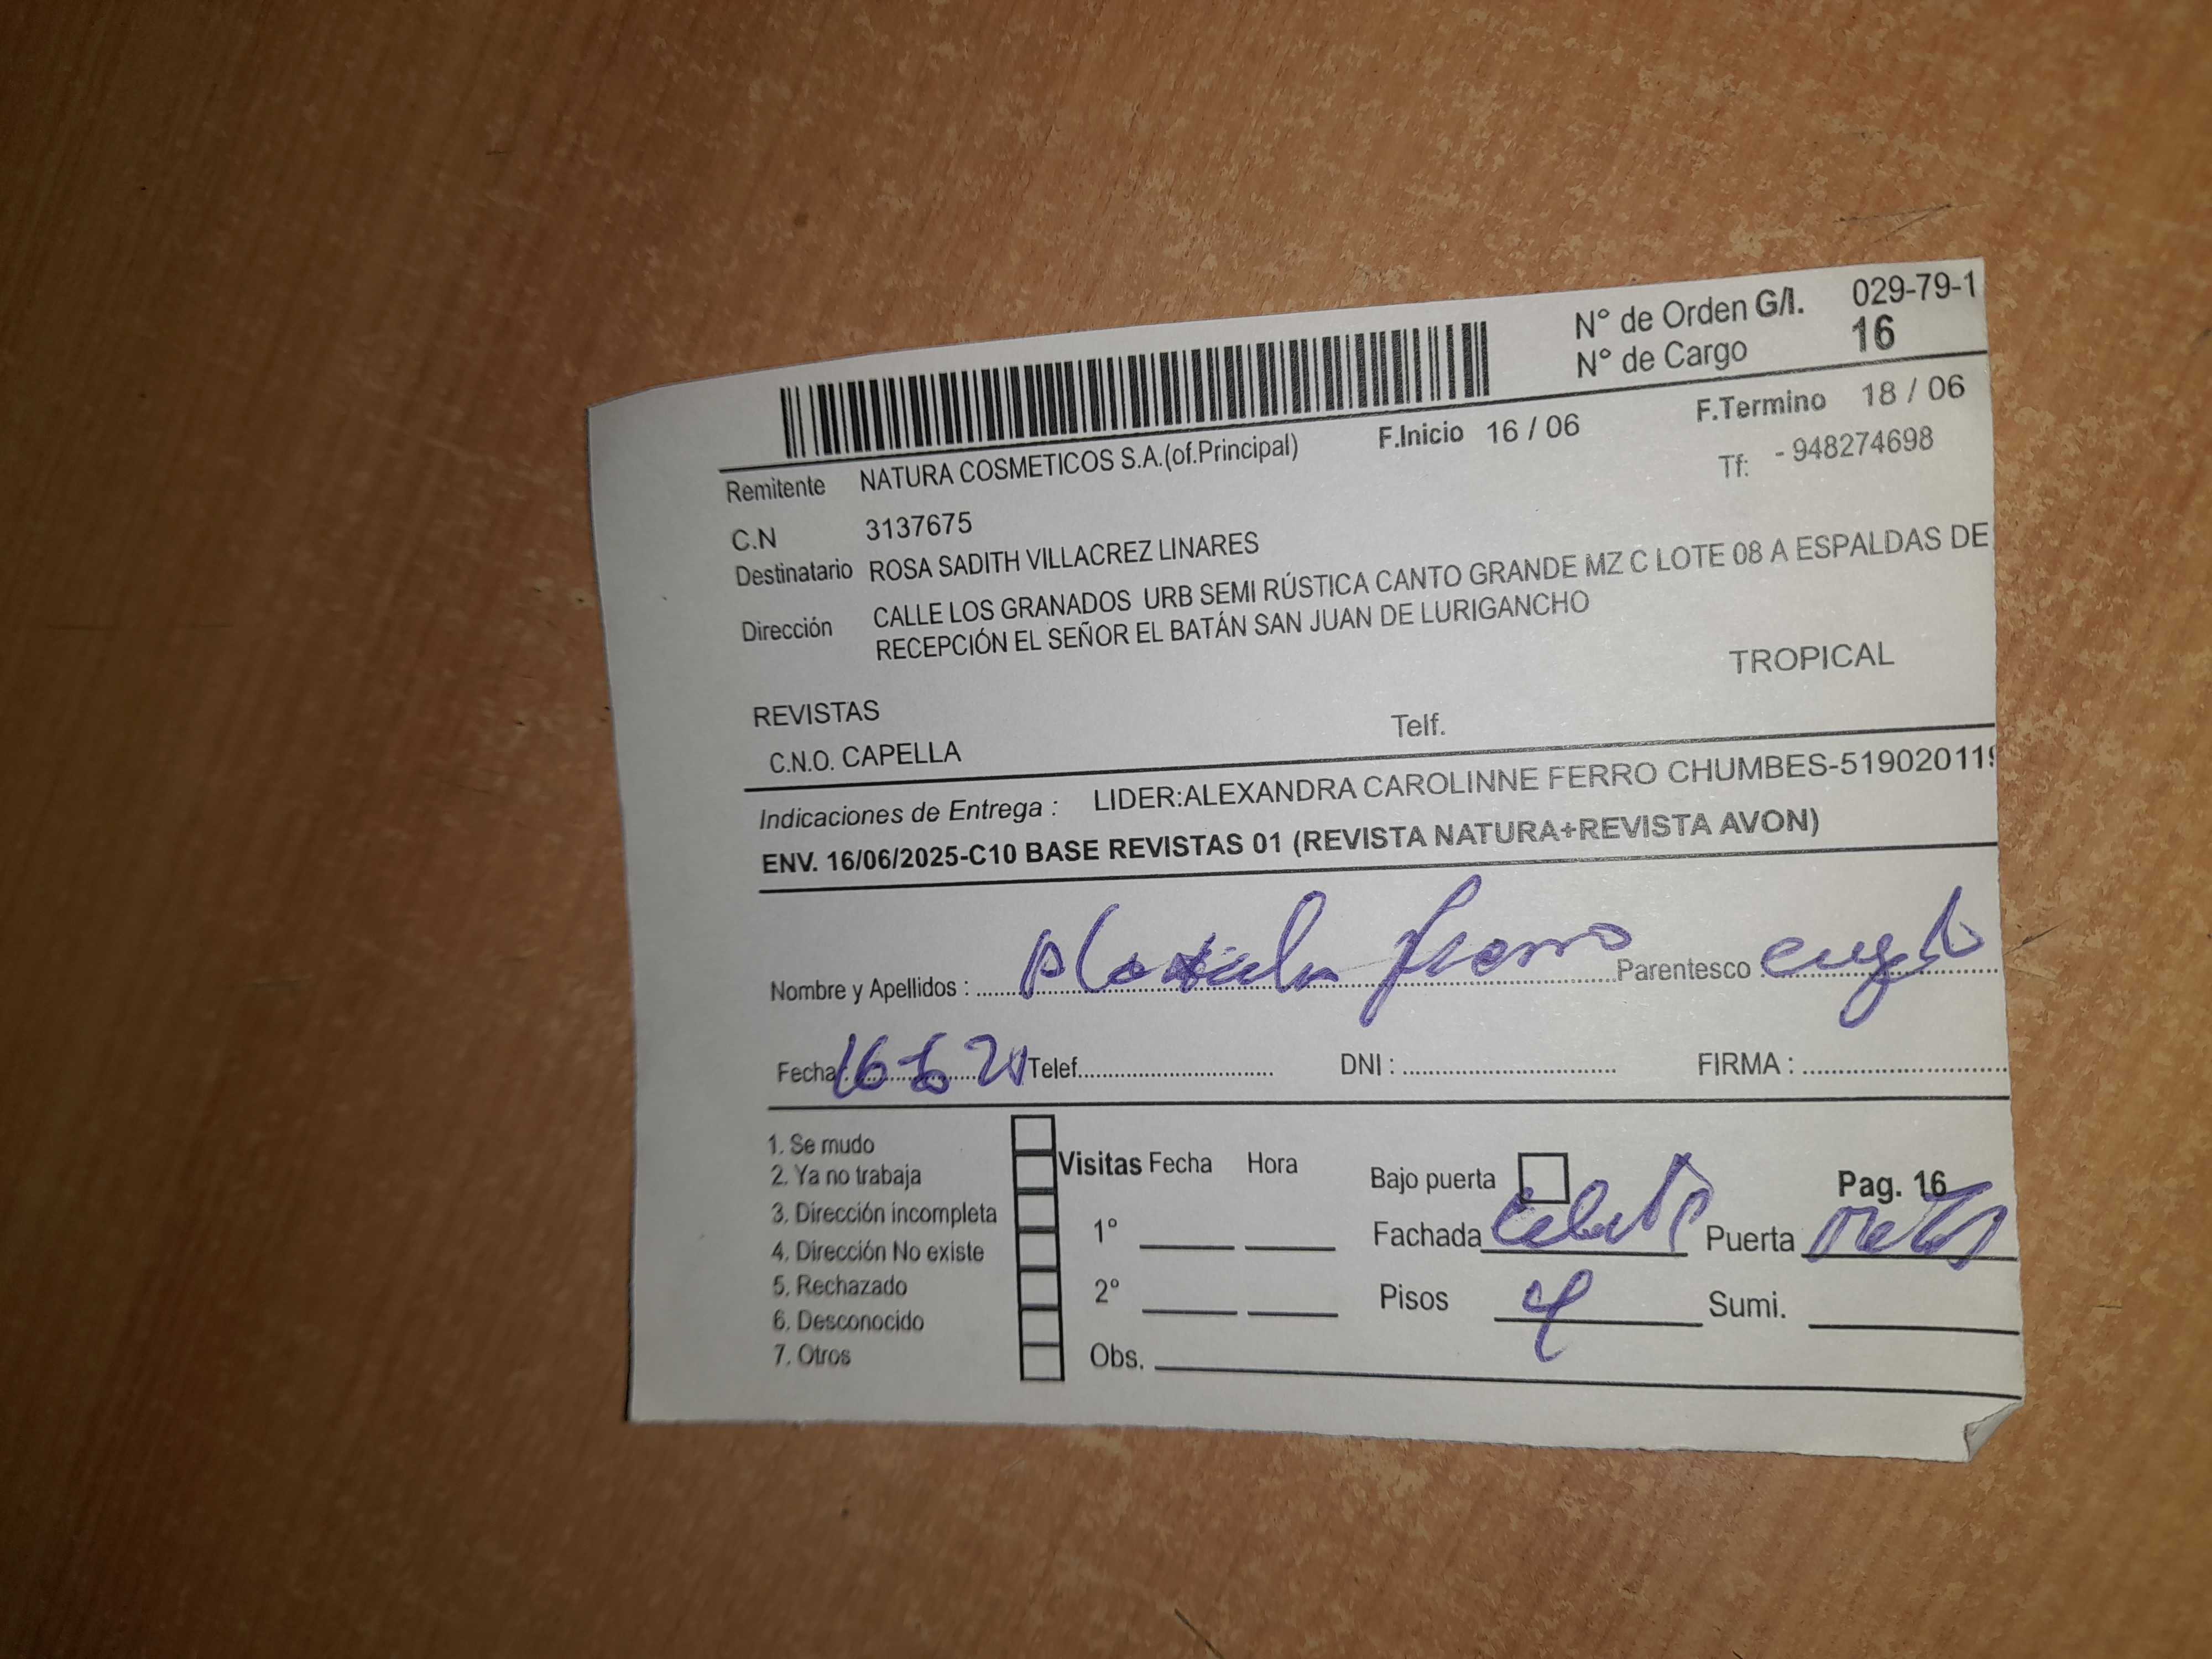 N° de Orden G/I. 029-79-1
N° de Cargo 16
F.Inicio 16 / 06 F.Termino 18 / 06
Remitente NATURA COSMETICOS S.A.(of.Principal) Tf: - 948274698
C.N 3137675
Destinatario ROSA SADITH VILLACREZ LINARES
Dirección CALLE LOS GRANADOS URB SEMI RÚSTICA CANTO GRANDE MZ C LOTE 08 A ESPALDAS DE
RECEPCIÓN EL SEÑOR EL BATÁN SAN JUAN DE LURIGANCHO
TROPICAL
REVISTAS
C.N.O. CAPELLA Telf.
Indicaciones de Entrega : LIDER:ALEXANDRA CAROLINNE FERRO CHUMBES-519020119
ENV. 16/06/2025-C10 BASE REVISTAS 01 (REVISTA NATURA+REVISTA AVON)
Nombre y Apellidos : Ferro Parentesco
Fecha: 16 6 Telef. DNI : FIRMA :
1. Se mudo
2. Ya no trabaja
3. Dirección incompleta
4. Dirección No existe
5. Rechazado
6. Desconocido
7. Otros
Visitas Fecha Hora
1°
2°
Obs.
Bajo puerta Pag. 16
Fachada Puerta
Pisos 4 Sumi.